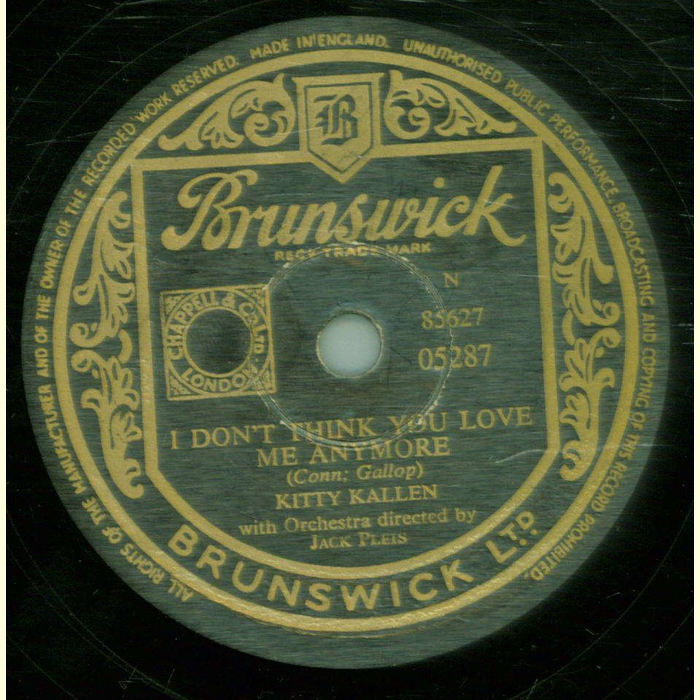 ALL RIGHTS OF THE MANUFACTURER AND OF THE OWNER OF THE RECORDED WORK RESERVED. MADE IN ENGLAND. UNAUTHORISED PUBLIC PERFORMANCE, BROADCASTING AND COPYING OF THIS RECORD PROHIBITED.
B
Brunswick
REGD TRADE MARK
N
85627
05287
CHAPPELL & CO LTD
LONDON
I DON'T THINK YOU LOVE
ME ANYMORE
(Conn; Gallop)
KITTY KALLEN
with Orchestra directed by
JACK PLEIS
BRUNSWICK LTD.